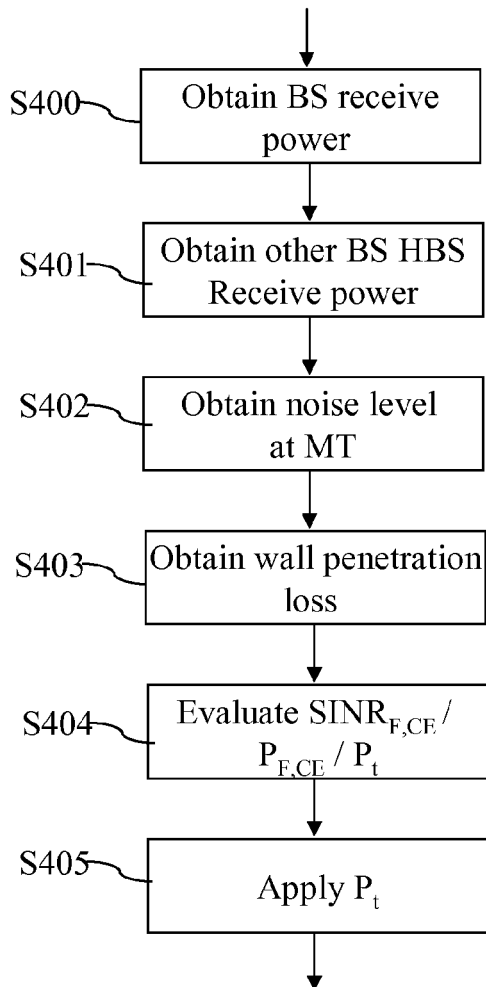 S400
Obtain BS receive
power
S401
Obtain other BS HBS
Receive power
S402
Obtain noise level
at MT
S403
Obtain wall penetration
loss
S404
Evaluate SINR_{F,CE} /
P_{F,CE} / P_t
S405
Apply P_t